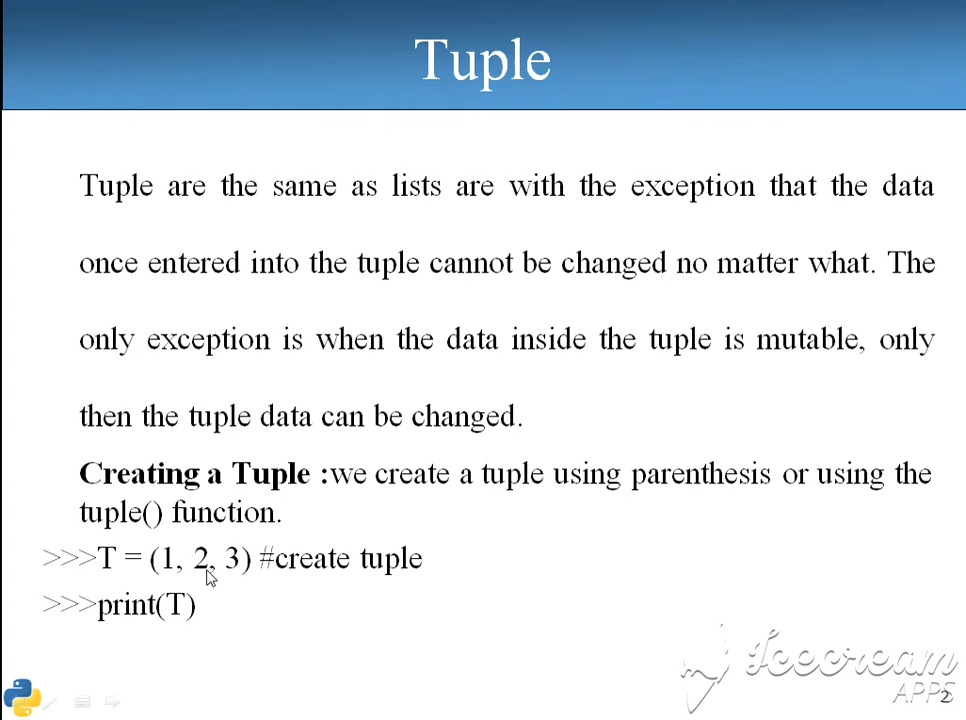 Tuple
Tuple are the same as lists are with the exception that the data
once entered into the tuple cannot be changed no matter what. The
only exception is when the data inside the tuple is mutable, only
then the tuple data can be changed.
Creating a Tuple :we create a tuple using parenthesis or using the
tuple() function.
>>>T = (1, 2, 3) #create tuple
>>>print(T)
Icecream
APPS
2